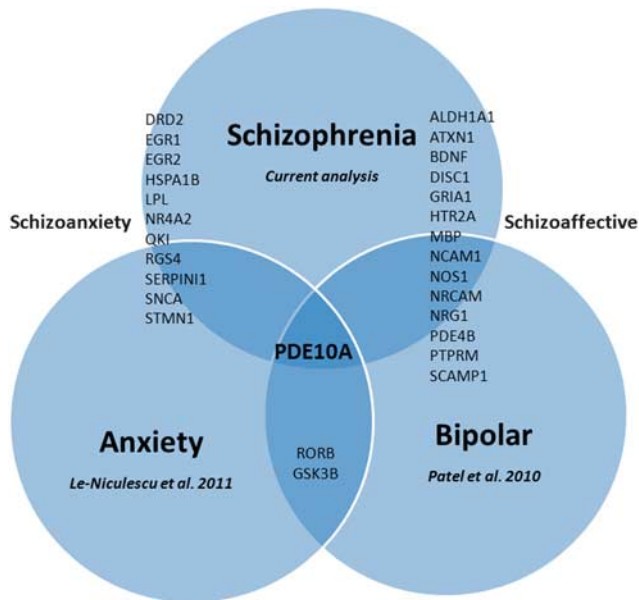 Schizophrenia
Current analysis
DRD2
EGR1
EGR2
HSPA1B
LPL
NR4A2
QKI
RGS4
SERPINI1
SNCA
STMN1
Schizoanxiety
ALDH1A1
ATXN1
BDNF
DISC1
GRIA1
HTR2A
MBP
NCAM1
NOS1
NRCAM
NRG1
PDE4B
PTPRM
SCAMP1
Schizoaffective
PDE10A
Anxiety
Le-Niculescu et al. 2011
RORB
GSK3B
Bipolar
Patel et al. 2010